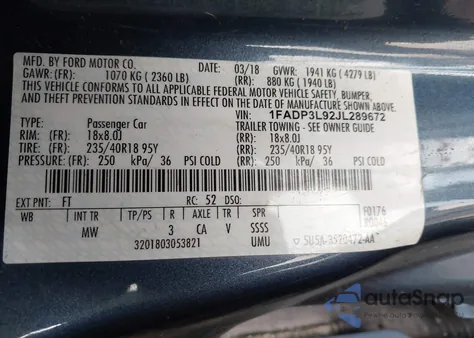 MFD. BY FORD MOTOR CO.
DATE: 03/18 GVWR: 1941 KG (4279 LB)
GAWR: (FR) 1070 KG (2360 LB) (RR) 880 KG (1940 LB)
THIS VEHICLE CONFORMS TO ALL APPLICABLE FEDERAL MOTOR VEHICLE SAFETY, BUMPER,
AND THEFT PREVENTION STANDARDS IN EFFECT ON THE DATE OF MANUFACTURE SHOWN ABOVE.
VIN: 1FADP3L92JL289672
TYPE: Passenger Car TRAILER TOWING - SEE OWNER GUIDE
RIM: (FR) 18x8.0J (RR) 18x8.0J
TIRE: (FR) 235/40R18 95Y (RR) 235/40R18 95Y
PRESSURE: (FR) 250 kPa/ 36 PSI COLD (RR) 250 kPa/ 36 PSI COLD
EXT PNT: FT RC: 52 DSO: F0176
WB INT TR TP/PS R AXLE TR SPR
MW 3 CA V SSSS
3201803053821 UMU 5U5A-3520472-AA
autoSnap